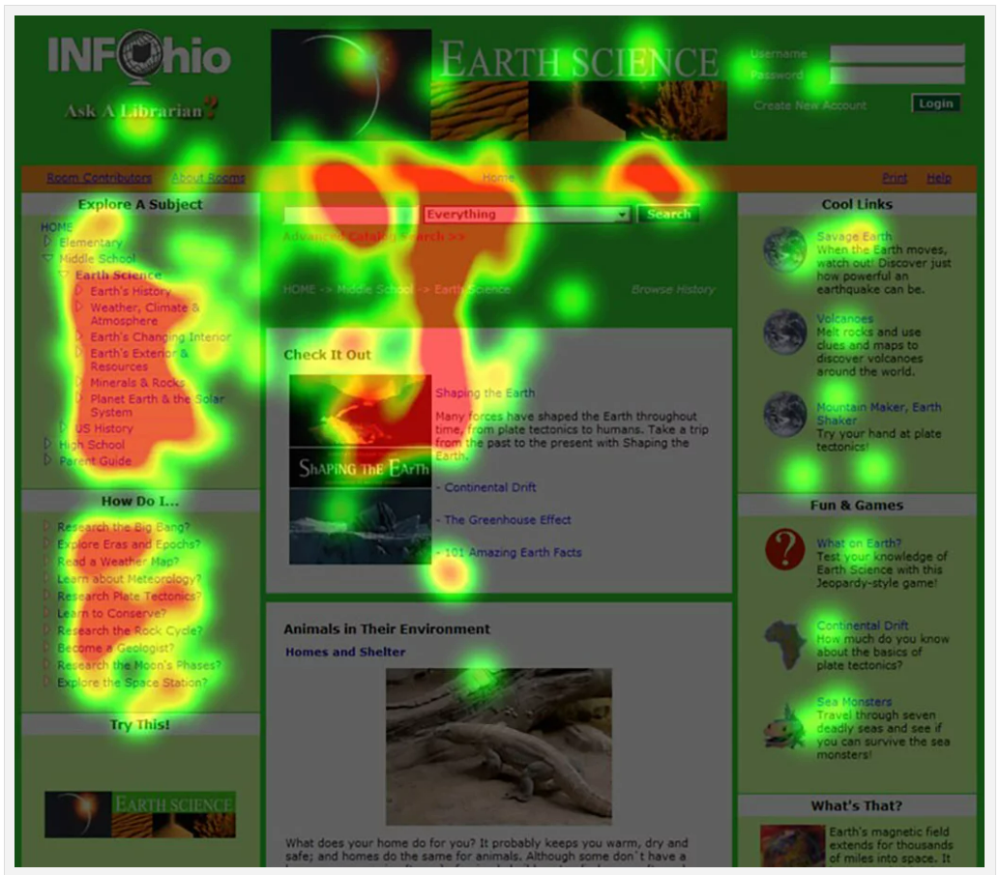 INFOhio
Ask A Librarian?
EARTH SCIENCE
Username
Password
Create New Account
Login
Room Contributors
About Rooms
Home
Print
Help
Explore A Subject
HOME
Elementary
Middle School
Earth Science
Earth's History
Weather, Climate &
Atmosphere
Earth's Changing Interior
Earth's Exterior &
Resources
Minerals & Rocks
Planet Earth & the Solar
System
US History
High School
Parent Guide
How Do I...
Research the Big Bang?
Explore Eras and Epochs?
Read a Weather Map?
Learn about Meteorology?
Research Plate Tectonics?
Learn to Conserve?
Research the Rock Cycle?
Become a Geologist?
Research the Moon's Phases?
Explore the Space Station?
Try This!
EARTH SCIENCE
Everything
Search
Advanced Catalog Search >>
HOME -> Middle School -> Earth Science
Browse History
Check It Out
SHAPING THE EARTH
Shaping the Earth
Many forces have shaped the Earth throughout
time, from plate tectonics to humans. Take a trip
from the past to the present with Shaping the
Earth.
- Continental Drift
- The Greenhouse Effect
- 101 Amazing Earth Facts
Animals in Their Environment
Homes and Shelter
What does your home do for you? It probably keeps you warm, dry and
safe; and homes do the same for animals. Although some don`t have a
Cool Links
Savage Earth
When the Earth moves,
watch out! Discover just
how powerful an
earthquake can be.
Volcanoes
Melt rocks and use
clues and maps to
discover volcanoes
around the world.
Mountain Maker, Earth
Shaker
Try your hand at plate
tectonics!
Fun & Games
What on Earth?
Test your knowledge of
Earth Science with this
Jeopardy-style game!
Continental Drift
How much do you know
about the basics of
plate tectonics?
Sea Monsters
Travel through seven
deadly seas and see if
you can survive the sea
monsters!
What's That?
Earth's magnetic field
extends for thousands
of miles into space. It